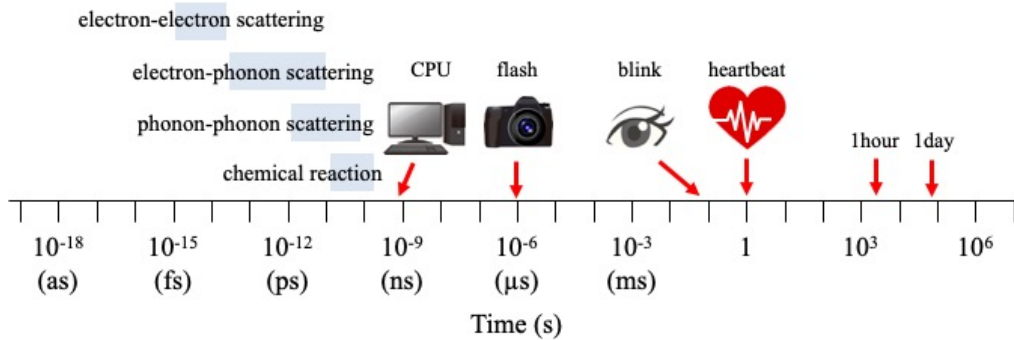 electron-electron scattering
electron-phonon scattering
CPU
flash
blink
heartbeat
phonon-phonon scattering
1hour
1day
chemical reaction
10-18 10-15 10-12 10-9 10-6 10-3 1 103 106
(as) (fs) (ps) (ns) (μs) (ms)
Time (s)